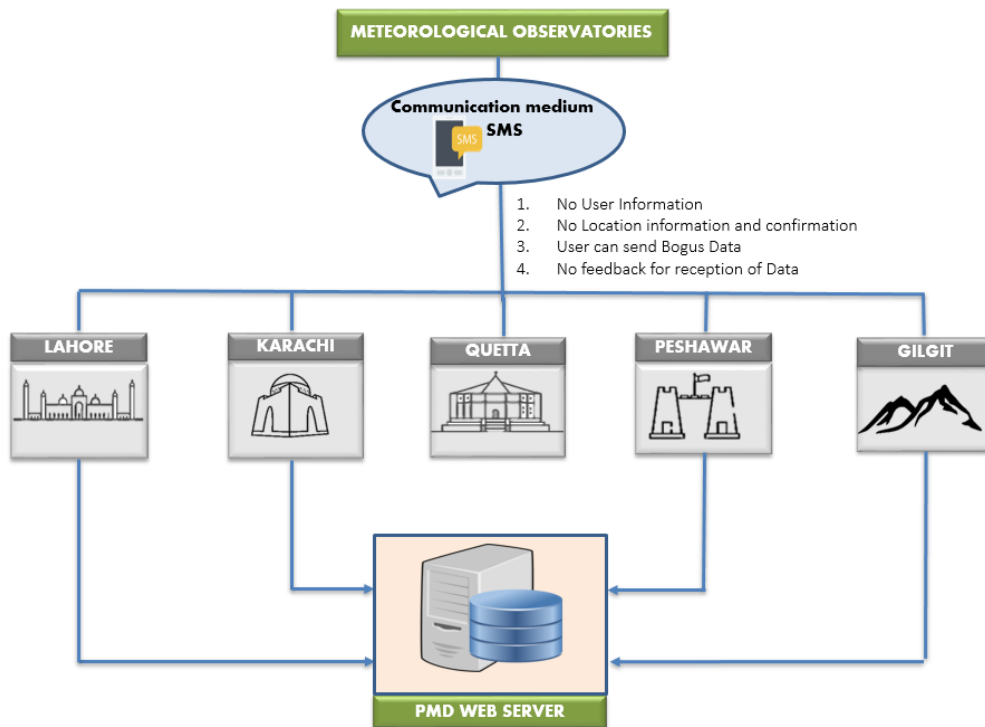 METEOROLOGICAL OBSERVATORIES
Communication medium
SMS
SMS
1. No User Information
2. No Location information and confirmation
3. User can send Bogus Data
4. No feedback for reception of Data
LAHORE
KARACHI
QUETTA
PESHAWAR
GILGIT
PMD WEB SERVER